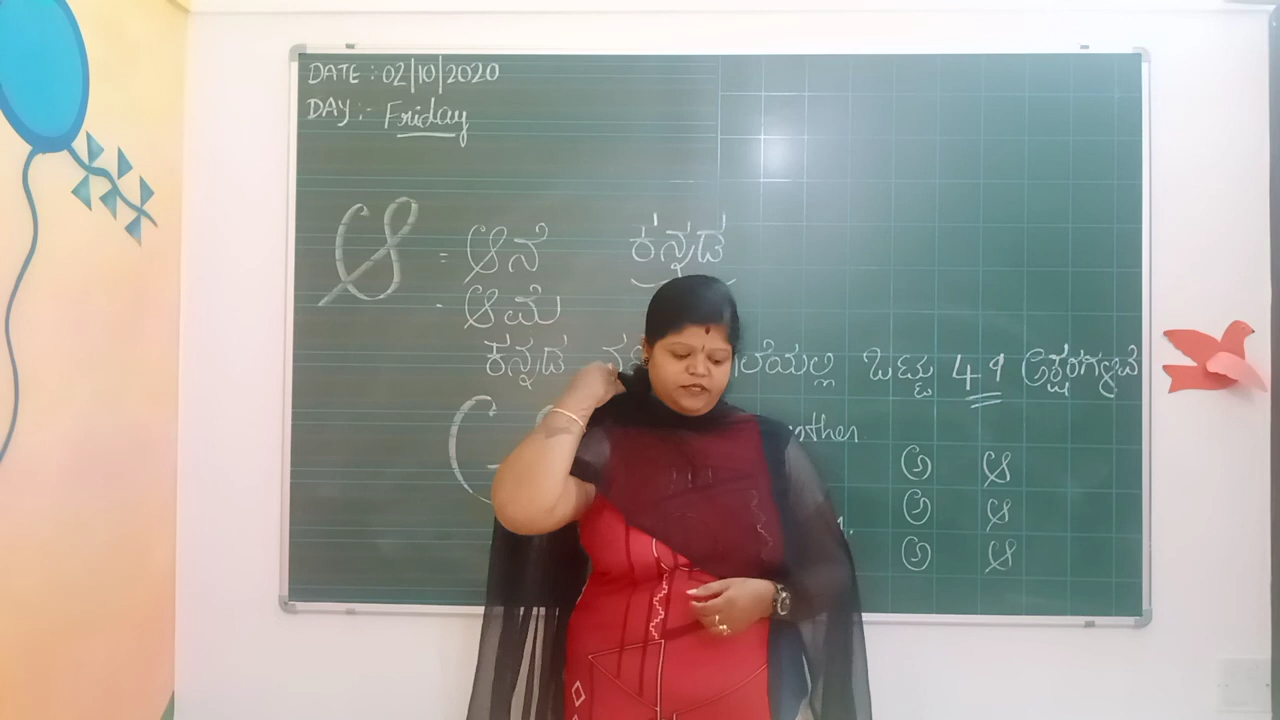 DATE : 02/10/2020
DAY :- Friday
ಆ = ಆನೆ ಕನ್ನಡ
- ಆಮೆ
ಕನ್ನಡ ಒಟ್ಟು 49 ಅಕ್ಷರಗಳಿವೆ
ಅ ಆ
ಅ ಆ
ಅ ಆ